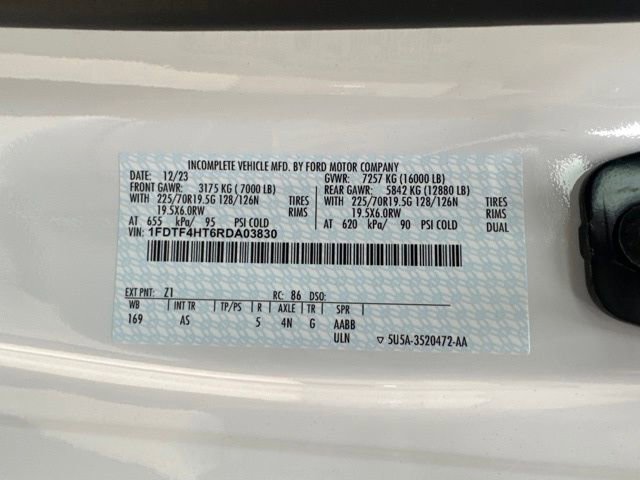 INCOMPLETE VEHICLE MFD. BY FORD MOTOR COMPANY
DATE: 12/23 GVWR: 7257 KG (16000 LB)
FRONT GAWR: 3175 KG ( 7000 LB) REAR GAWR: 5842 KG (12880 LB)
WITH 225/70R19.5G 128/126N TIRES WITH 225/70R19.5G 128/126N TIRES
19.5X6.0RW RIMS 19.5X6.0RW RIMS
AT 655 kPa/ 95 PSI COLD AT 620 kPa/ 90 PSI COLD DUAL
VIN: 1FDTF4HT6RDA03830
EXT PNT: Z1 RC: 86 DSO:
WB INT TR TP/PS R AXLE TR SPR
169 AS 5 4N G AABB
ULN ▽ 5U5A-3520472-AA